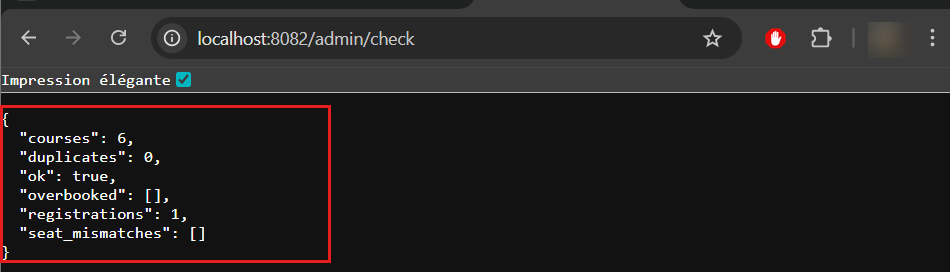 localhost:8082/admin/check
Impression élégante
{
  "courses": 6,
  "duplicates": 0,
  "ok": true,
  "overbooked": [],
  "registrations": 1,
  "seat_mismatches": []
}